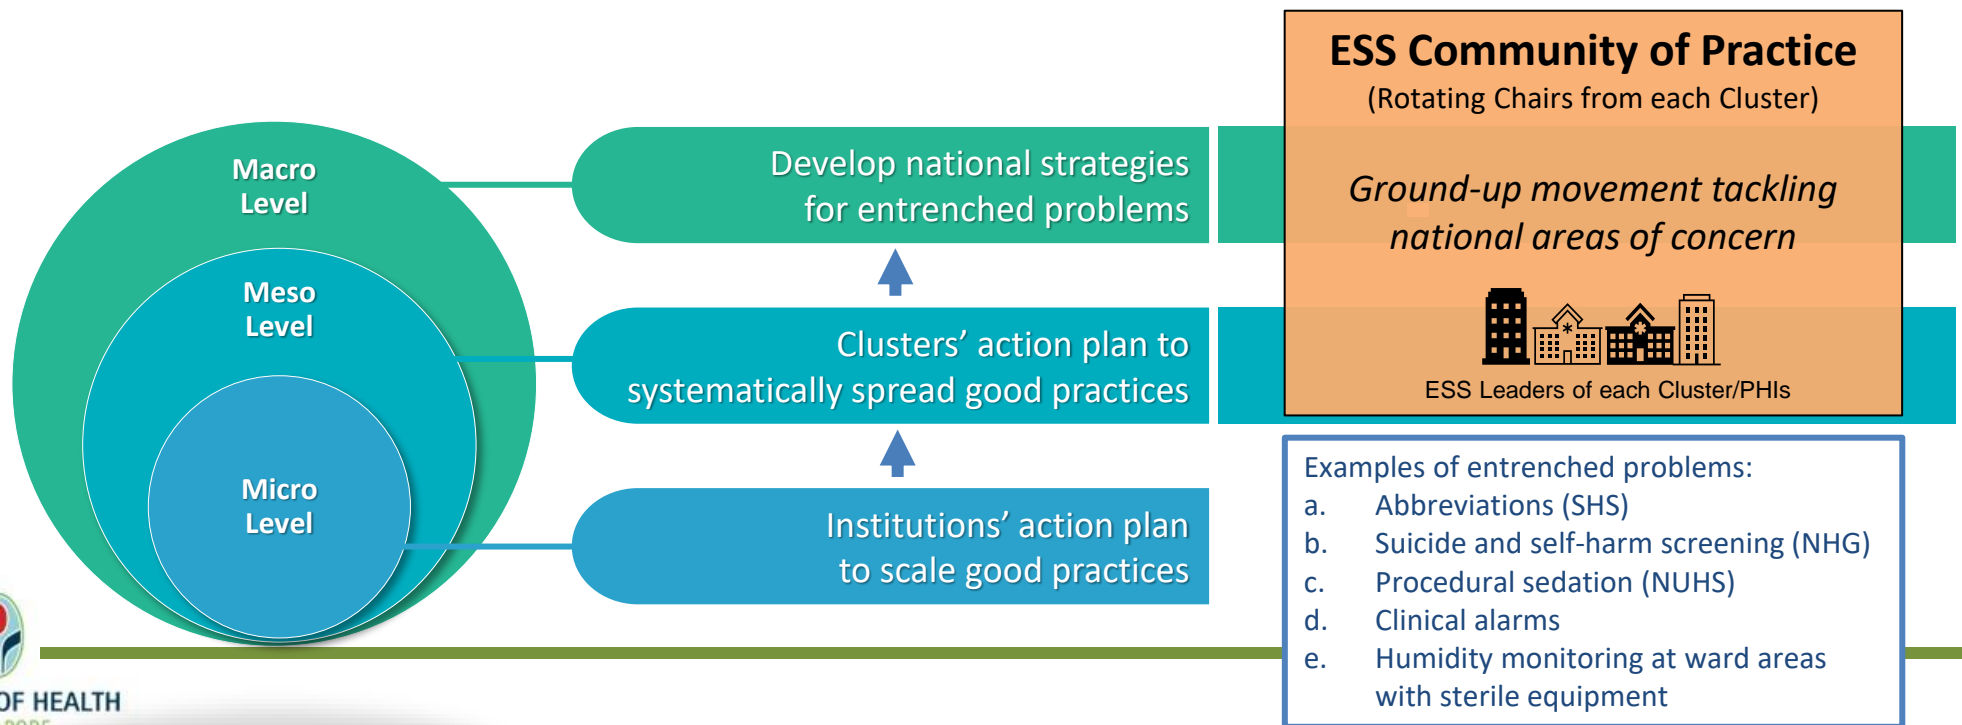 Macro
Level
Meso
Level
Micro
Level
Develop national strategies
for entrenched problems
Clusters’ action plan to
systematically spread good practices
Institutions’ action plan
to scale good practices
ESS Community of Practice
(Rotating Chairs from each Cluster)
Ground-up movement tackling
national areas of concern
ESS Leaders of each Cluster/PHIs
Examples of entrenched problems:
a. Abbreviations (SHS)
b. Suicide and self-harm screening (NHG)
c. Procedural sedation (NUHS)
d. Clinical alarms
e. Humidity monitoring at ward areas
with sterile equipment
OF HEALTH